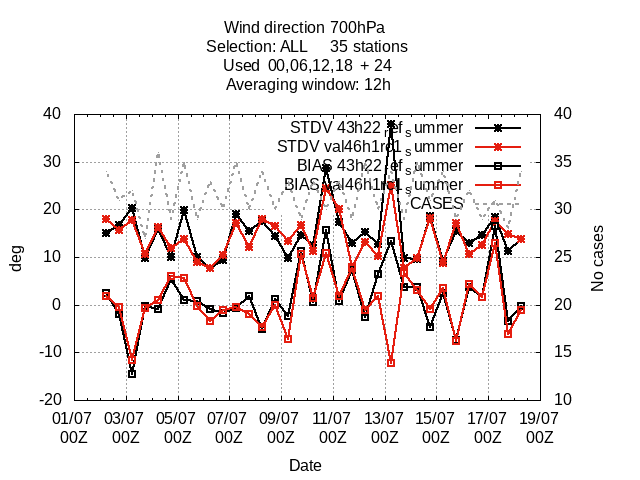 Wind direction 700hPa
Selection: ALL 35 stations
Used 00,06,12,18 + 24
Averaging window: 12h
40 40
STDV 43h22_ref_summer
STDV val46h1rc1_summer
30 BIAS 43h22_ref_summer 35
BIAS val46h1rc1_summer
20 CASES 30
10 25
0 20
-10 15
-20 10
deg
No cases
01/07 03/07 05/07 07/07 09/07 11/07 13/07 15/07 17/07 19/07
00Z 00Z 00Z 00Z 00Z 00Z 00Z 00Z 00Z 00Z
Date